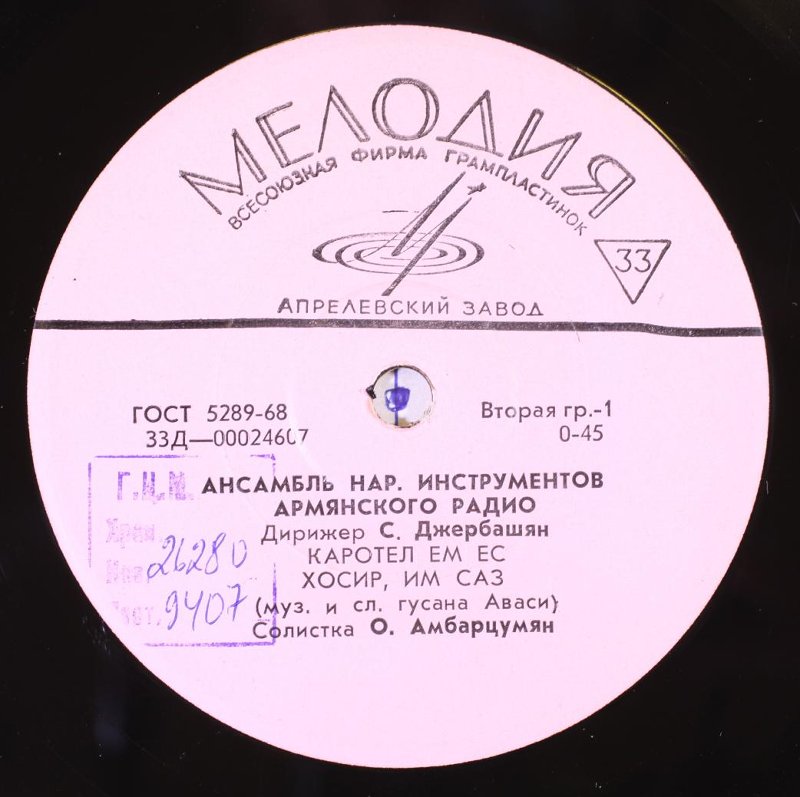 МЕЛОДИЯ
ВСЕСОЮЗНАЯ ФИРМА ГРАМПЛАСТИНОК
33
АПРЕЛЕВСКИЙ ЗАВОД
ГОСТ 5289-68
Вторая гр.-1
33Д—00024607
0-45
Г.Ц.М.
АНСАМБЛЬ НАР. ИНСТРУМЕНТОВ
АРМЯНСКОГО РАДИО
Дирижер С. Джербашян
КАРОТЕЛ ЕМ ЕС
26280
ХОСИР, ИМ САЗ
9407
(муз. и сл. гусана Аваси)
Солистка О. Амбарцумян